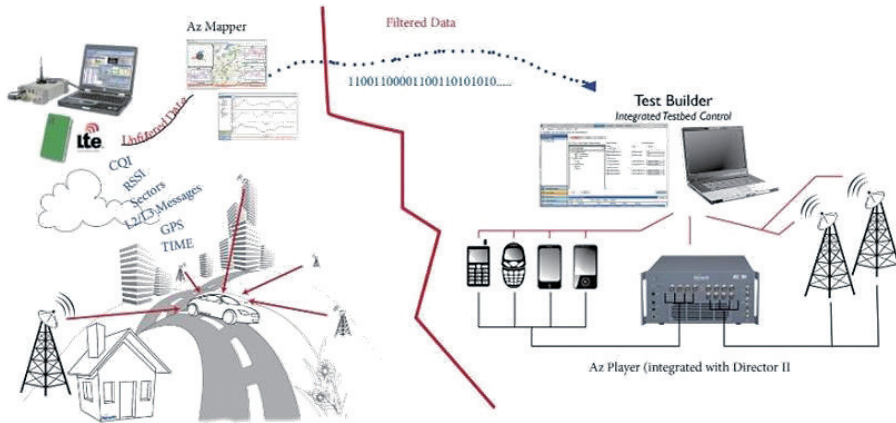 Az Mapper
Filtered Data
11001100001100110101010.....
Unfiltered Data
LTE
CQI
RSSI
Sectors
L2/L3 Messages
GPS
TIME
Test Builder
Integrated Testbed Control
Az Player (integrated with Director II